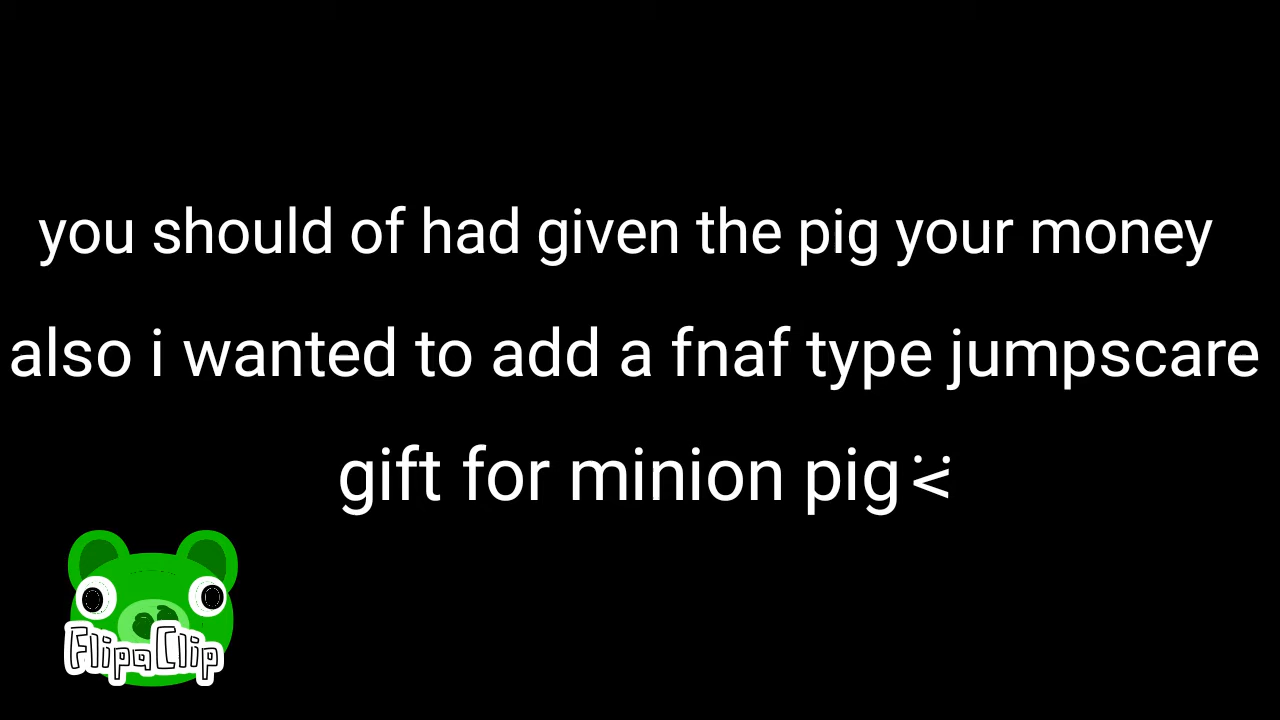 you should of had given the pig your money
also i wanted to add a fnaf type jumpscare
gift for minion pig:<
FlipaClip